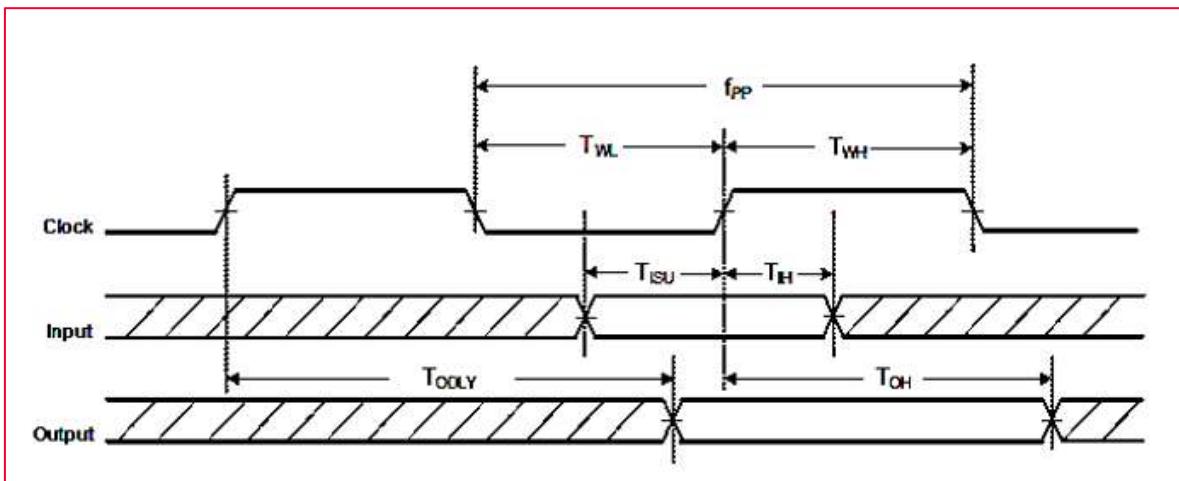 fPP
TWL
TWH
Clock
TISU
TIH
Input
TODLY
TOH
Output